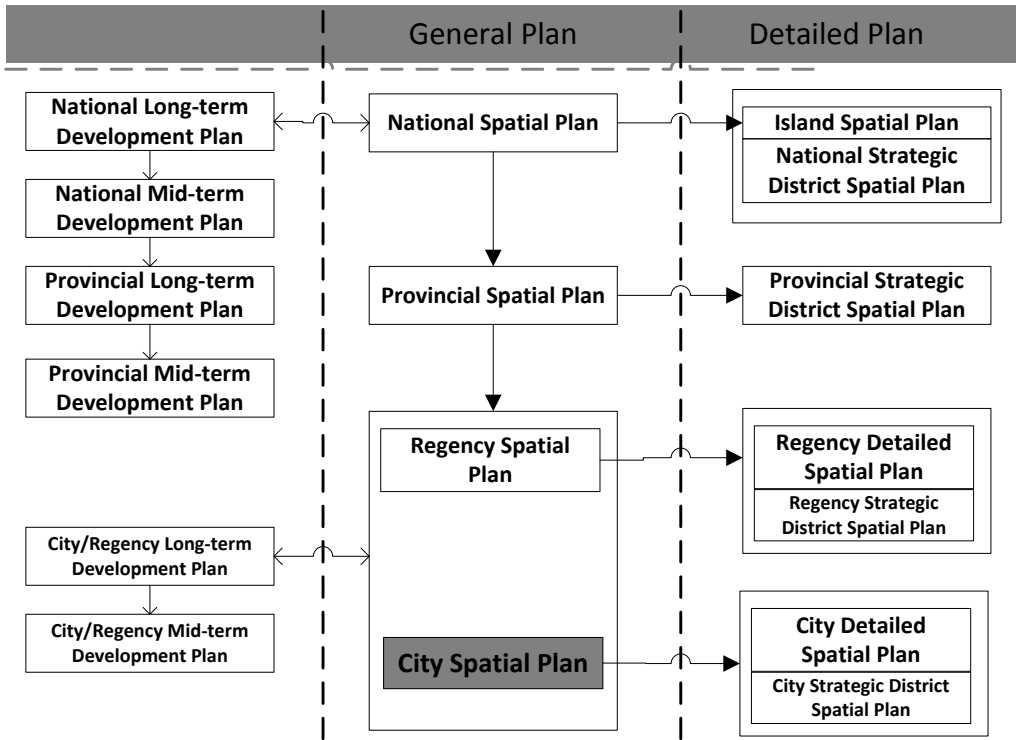 General Plan
Detailed Plan
National Long-term
Development Plan
National Spatial Plan
Island Spatial Plan
National Strategic
District Spatial Plan
National Mid-term
Development Plan
Provincial Long-term
Development Plan
Provincial Spatial Plan
Provincial Strategic
District Spatial Plan
Provincial Mid-term
Development Plan
Regency Spatial
Plan
Regency Detailed
Spatial Plan
Regency Strategic
District Spatial Plan
City/Regency Long-term
Development Plan
City/Regency Mid-term
Development Plan
City Spatial Plan
City Detailed
Spatial Plan
City Strategic District
Spatial Plan